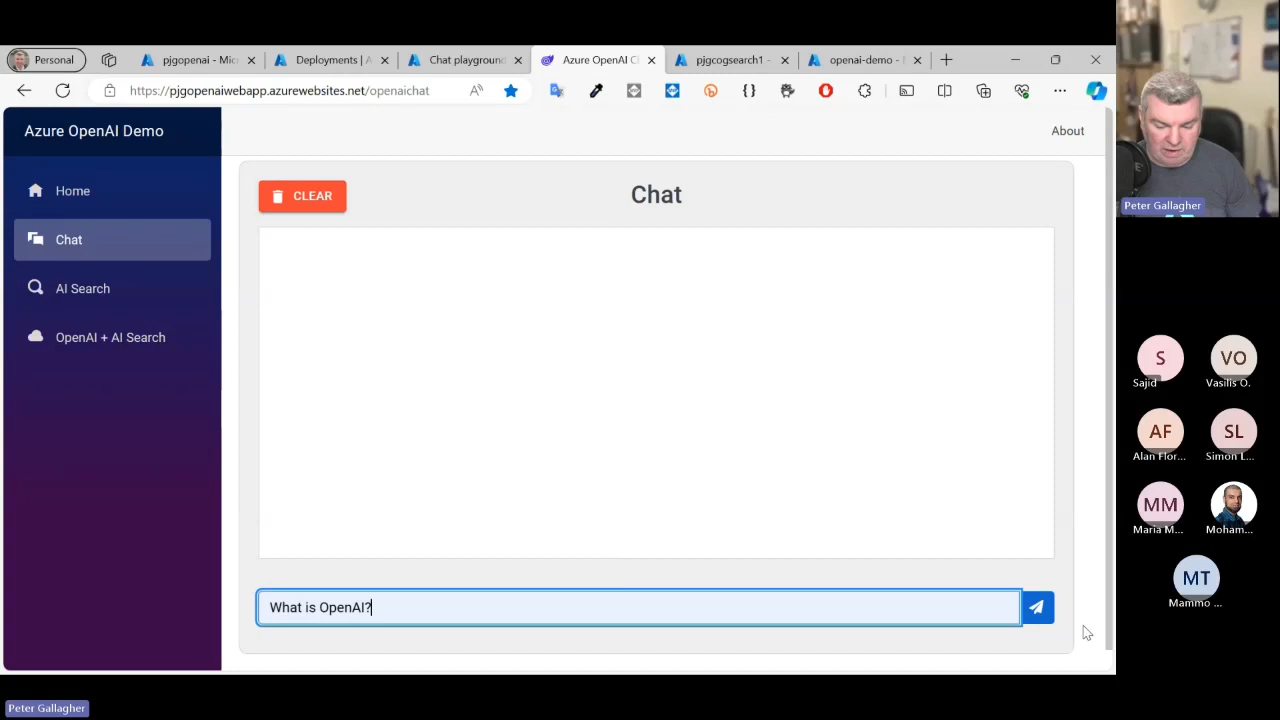 Personal
pjgopenai - Mic
Deployments | A
Chat playground
Azure OpenAI C
pjgcogsearch1 -
openai-demo - 
https://pjgopenaiwebapp.azurewebsites.net/openaichat
Azure OpenAI Demo
About
Home
Chat
AI Search
OpenAI + AI Search
CLEAR
Chat
What is OpenAI?
Peter Gallagher
S
VO
Sajid
Vasilis O.
AF
SL
Alan Flor...
Simon L...
MM
Maria M...
Moham...
MT
Mammo ...
Peter Gallagher